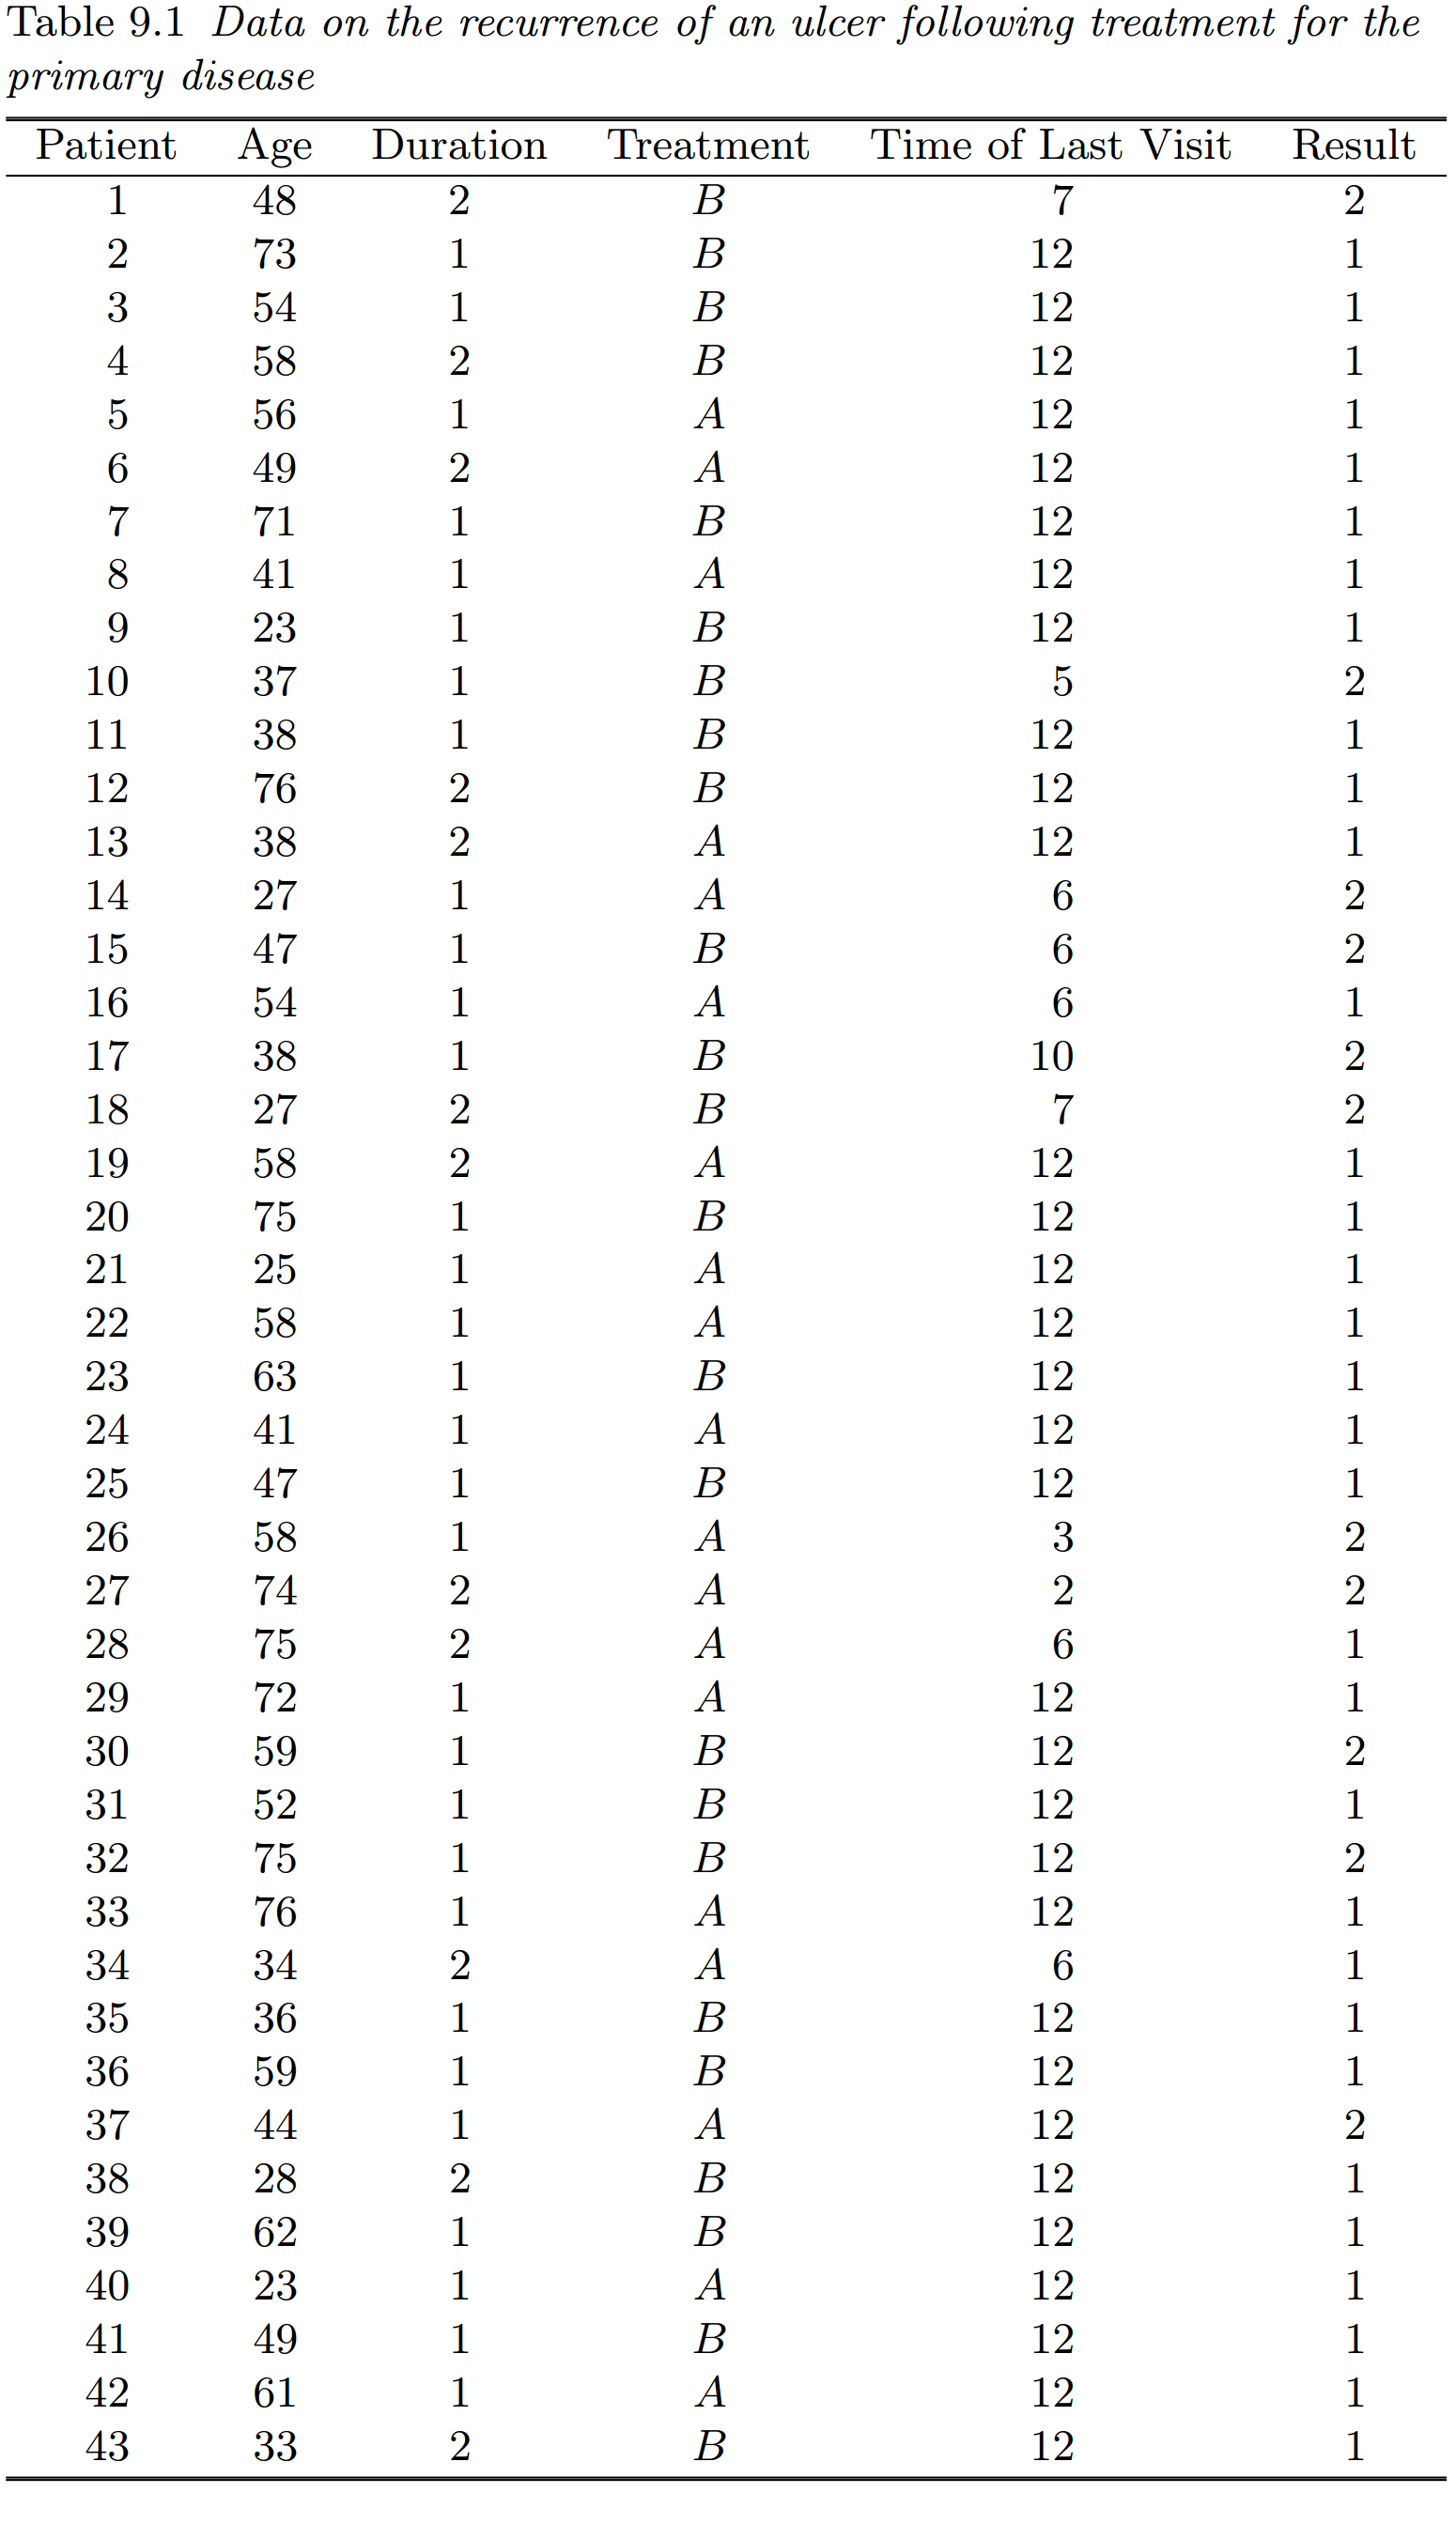 Table 9.1 Data on the recurrence of an ulcer following treatment for the
primary disease
Patient Age Duration Treatment Time of Last Visit Result
1 48 2 B 7 2
2 73 1 B 12 1
3 54 1 B 12 1
4 58 2 B 12 1
5 56 1 A 12 1
6 49 2 A 12 1
7 71 1 B 12 1
8 41 1 A 12 1
9 23 1 B 12 1
10 37 1 B 5 2
11 38 1 B 12 1
12 76 2 B 12 1
13 38 2 A 12 1
14 27 1 A 6 2
15 47 1 B 6 2
16 54 1 A 6 1
17 38 1 B 10 2
18 27 2 B 7 2
19 58 2 A 12 1
20 75 1 B 12 1
21 25 1 A 12 1
22 58 1 A 12 1
23 63 1 B 12 1
24 41 1 A 12 1
25 47 1 B 12 1
26 58 1 A 3 2
27 74 2 A 2 2
28 75 2 A 6 1
29 72 1 A 12 1
30 59 1 B 12 2
31 52 1 B 12 1
32 75 1 B 12 2
33 76 1 A 12 1
34 34 2 A 6 1
35 36 1 B 12 1
36 59 1 B 12 1
37 44 1 A 12 2
38 28 2 B 12 1
39 62 1 B 12 1
40 23 1 A 12 1
41 49 1 B 12 1
42 61 1 A 12 1
43 33 2 B 12 1